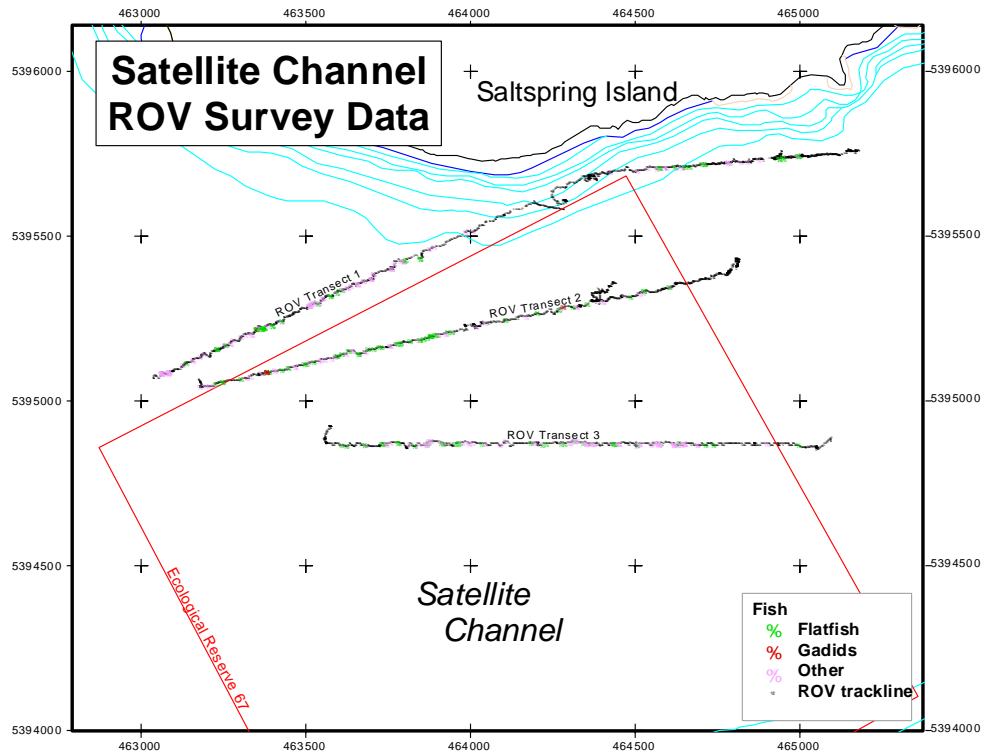 463000 463500 464000 464500 465000
Satellite Channel
ROV Survey Data
Saltspring Island
5396000 5396000
5395500 5395500
ROV Transect 1
ROV Transect 2
5395000 5395000
ROV Transect 3
5394500 5394500
Ecological Reserve 67
Satellite
Channel
Fish
% Flatfish
% Gadids
% Other
ROV trackline
5394000 5394000
463000 463500 464000 464500 465000